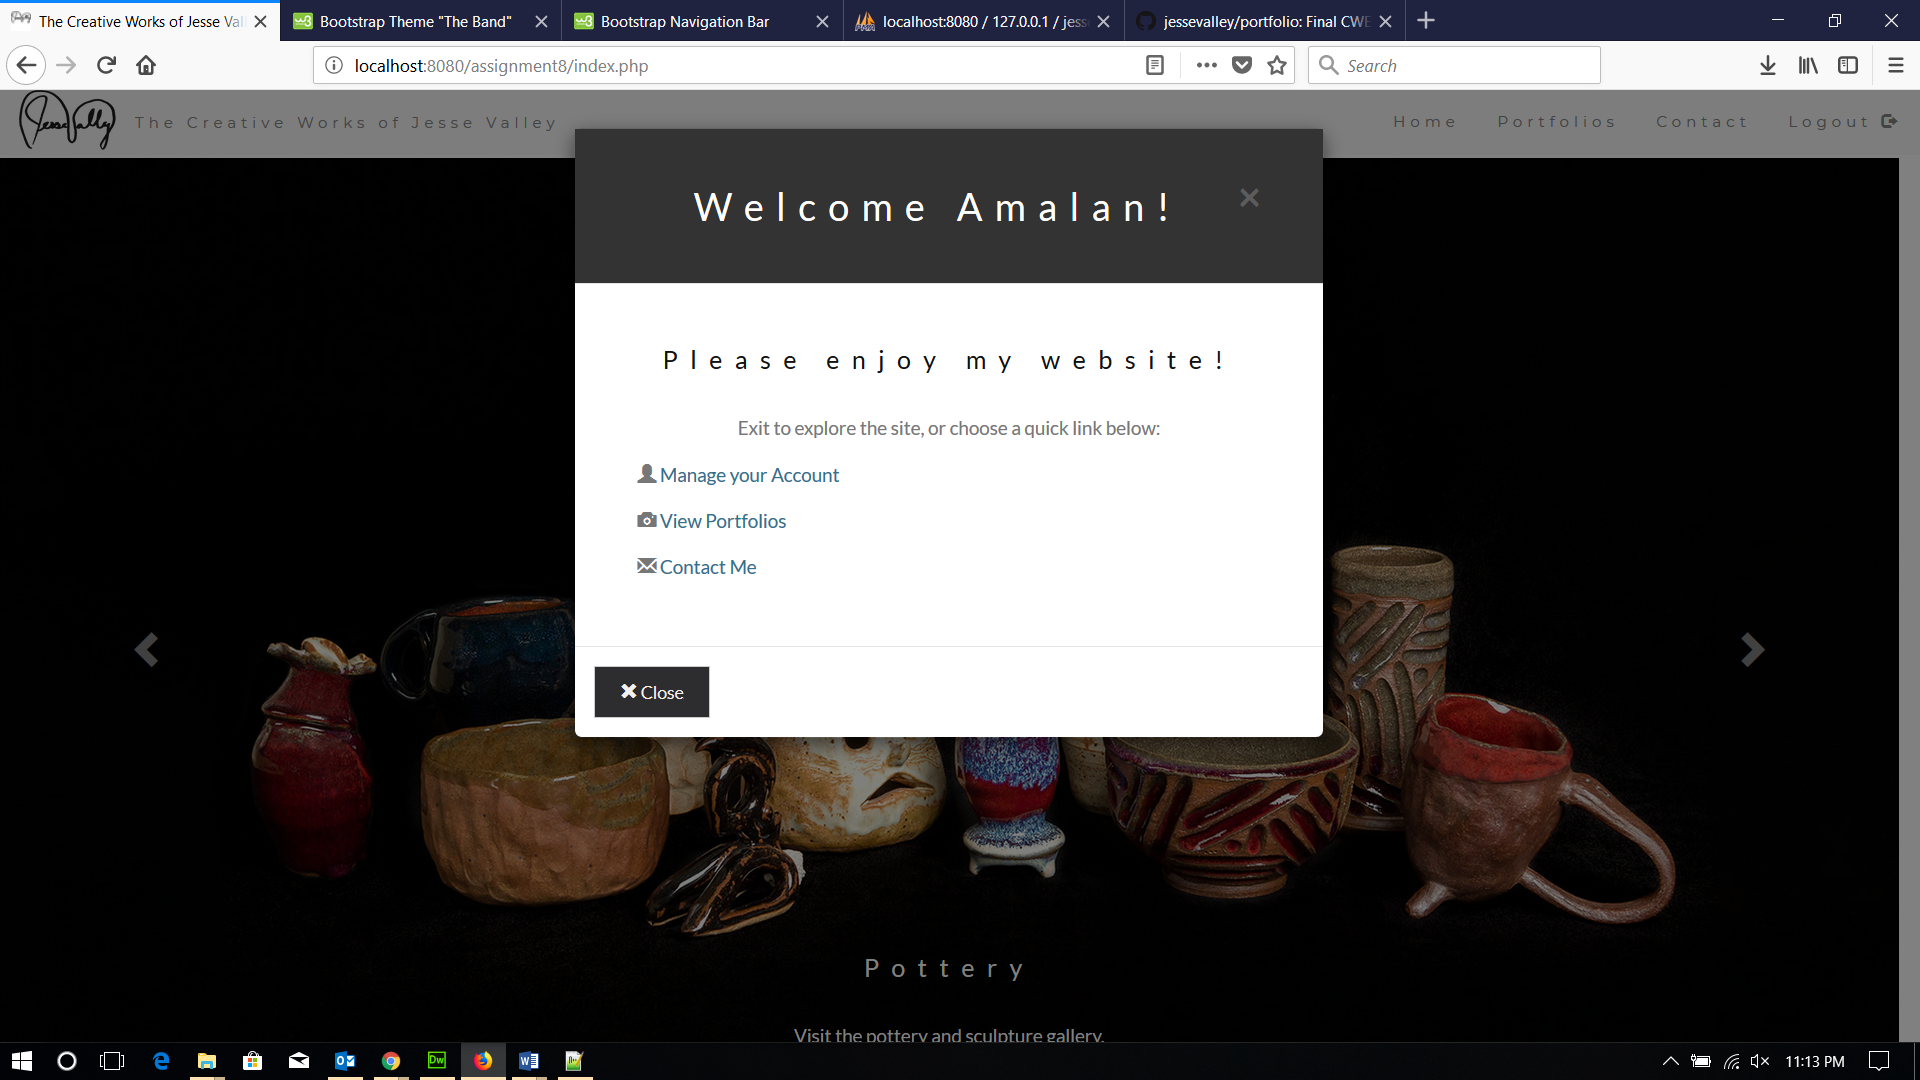 The Creative Works of Jesse Val
Bootstrap Theme "The Band"
Bootstrap Navigation Bar
localhost:8080 / 127.0.0.1 / jess
jessevalley/portfolio: Final CWE
localhost:8080/assignment8/index.php
Search
Jesse Valley
The Creative Works of Jesse Valley
Home
Portfolios
Contact
Logout
Welcome Amalan!
×
Please enjoy my website!
Exit to explore the site, or choose a quick link below:
Manage your Account
View Portfolios
Contact Me
Close
Pottery
Visit the pottery and sculpture gallery.
11:13 PM